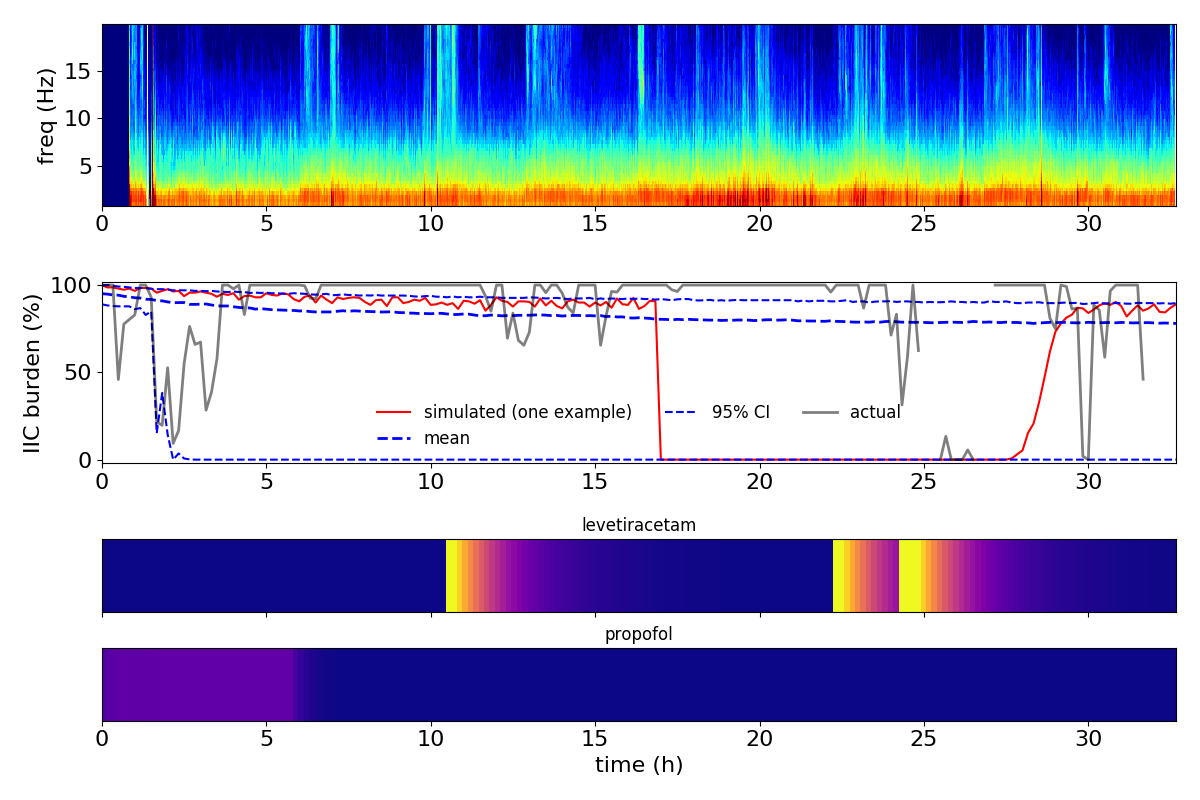 freq (Hz)
15
10
5
0 5 10 15 20 25 30
IIC burden (%)
100
50
0
simulated (one example)
mean
95% CI
actual
0 5 10 15 20 25 30
levetiracetam
propofol
0 5 10 15 20 25 30
time (h)